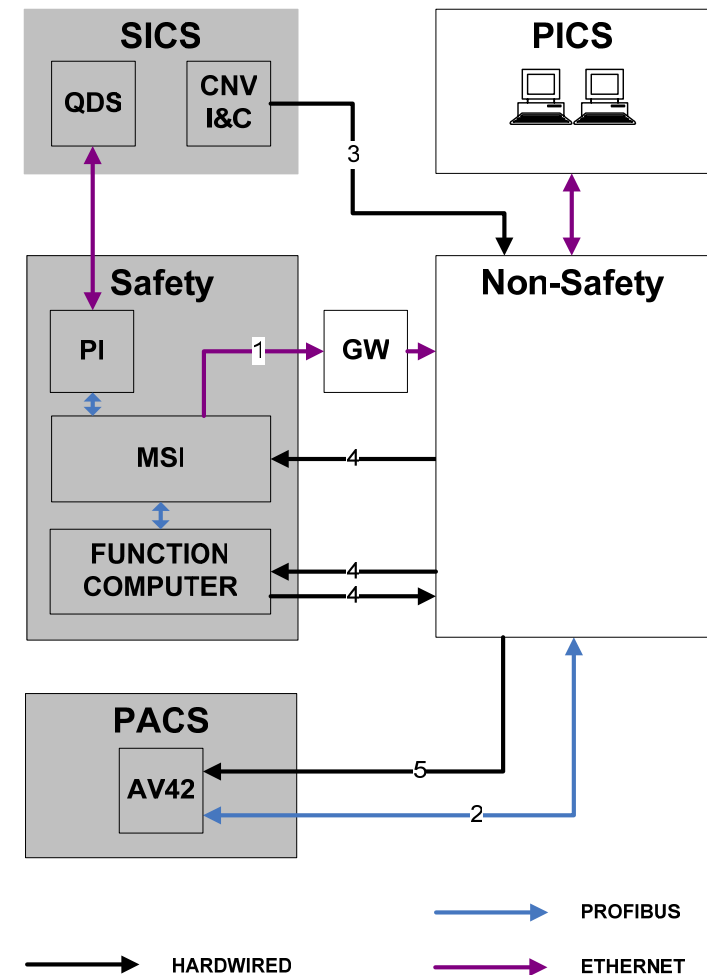 SICS
PICS
QDS
CNV
I&C
3
Safety
Non-Safety
PI
1
GW
MSI
4
FUNCTION
COMPUTER
4
4
PACS
AV42
5
2
PROFIBUS
HARDWIRED
ETHERNET